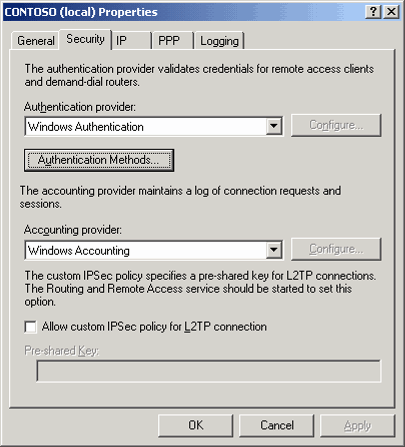 CONTOSO (local) Properties
General Security IP PPP Logging
The authentication provider validates credentials for remote access clients
and demand-dial routers.
Authentication provider:
Windows Authentication Configure...
Authentication Methods...
The accounting provider maintains a log of connection requests and
sessions.
Accounting provider:
Windows Accounting Configure...
The custom IPSec policy specifies a pre-shared key for L2TP connections.
The Routing and Remote Access service should be started to set this
option.
Allow custom IPSec policy for L2TP connection
Pre-shared Key:
OK Cancel Apply